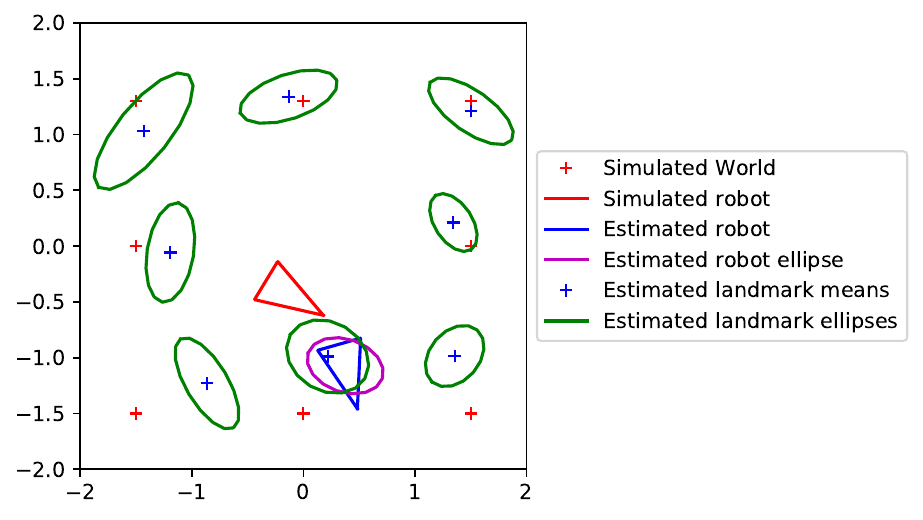 2.0
1.5
1.0
0.5
0.0
−0.5
−1.0
−1.5
−2.0
−2 −1 0 1 2
Simulated World
Simulated robot
Estimated robot
Estimated robot ellipse
Estimated landmark means
Estimated landmark ellipses